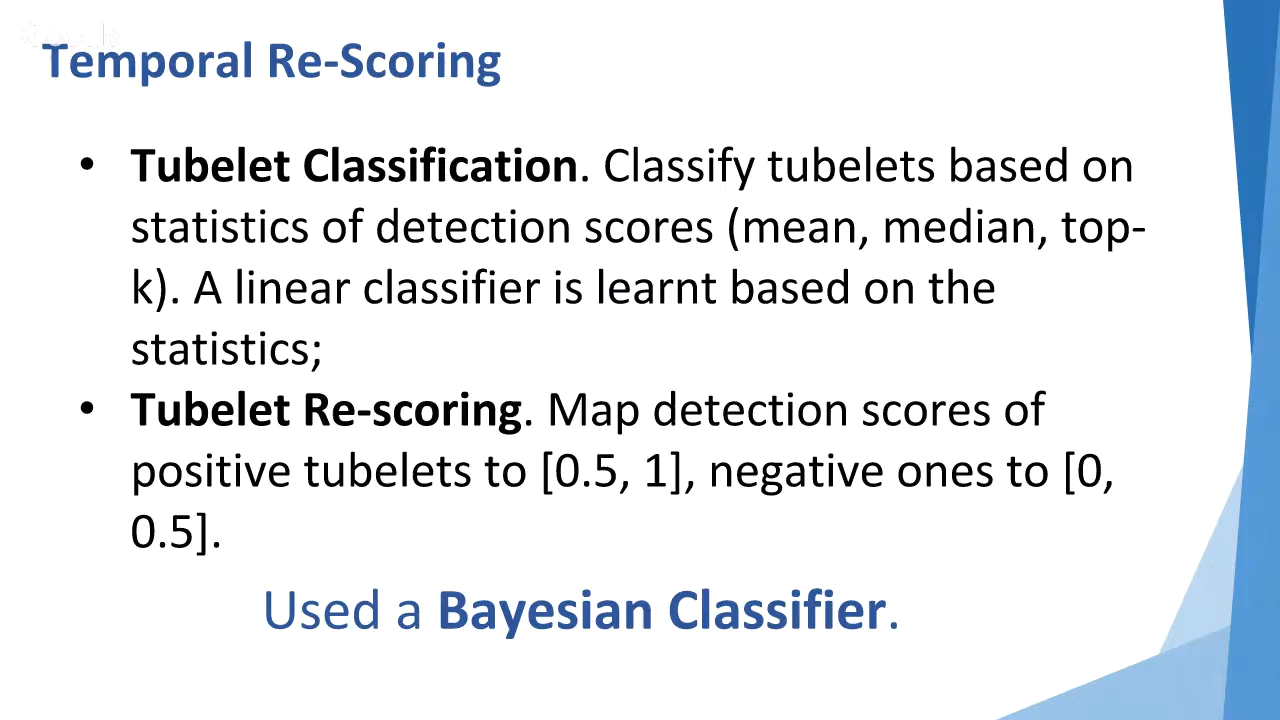 Temporal Re-Scoring
• Tubelet Classification. Classify tubelets based on
statistics of detection scores (mean, median, top-
k). A linear classifier is learnt based on the
statistics;
• Tubelet Re-scoring. Map detection scores of
positive tubelets to [0.5, 1], negative ones to [0,
0.5].
Used a Bayesian Classifier.